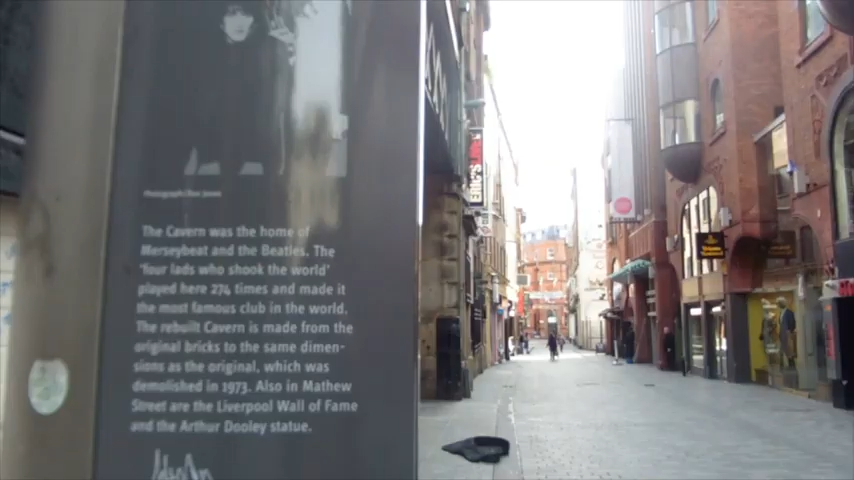 The Cavern was the home of
Merseybeat and the Beatles. The
'four lads who shook the world'
played here 274 times and made it
the most famous club in the world.
The rebuilt Cavern is made from the
original bricks to the same dimen-
sions as the original, which was
demolished in 1973. Also in Mathew
Street are the Liverpool Wall of Fame
and the Arthur Dooley statue.
ERIC'S